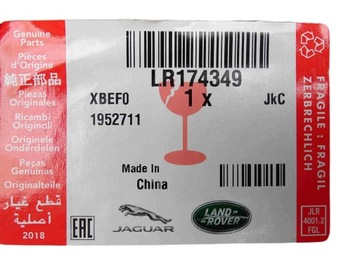 Genuine
Parts
Pièces
d'Origine
純正部品
Piezas
Originales
Ricambi
Originali
Originele
Onderdelen
Peças
Genuinas
Originalteile
قطع غيار
أصلية
2018
LR174349
XBEF0
1 x
JkC
1952711
Made In
China
EAC
JAGUAR
LAND-
ROVER
FRAGILE : FRAGIL
ZERBRECHLICH
JLR
4001.2
FGL